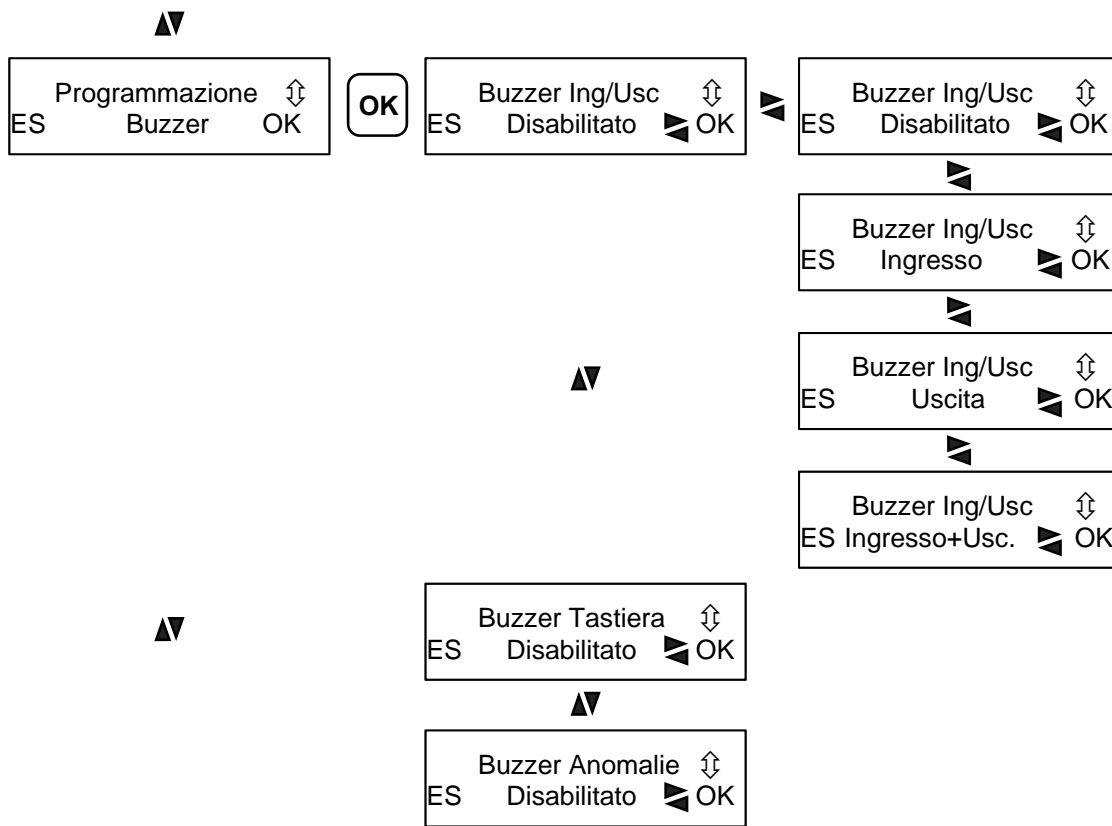 Programmazione ⇕
ES Buzzer OK
OK
Buzzer Ing/Usc ⇕
ES Disabilitato OK
Buzzer Ing/Usc ⇕
ES Disabilitato OK
Buzzer Ing/Usc ⇕
ES Ingresso OK
Buzzer Ing/Usc ⇕
ES Uscita OK
Buzzer Ing/Usc ⇕
ES Ingresso+Usc. OK
Buzzer Tastiera ⇕
ES Disabilitato OK
Buzzer Anomalie ⇕
ES Disabilitato OK